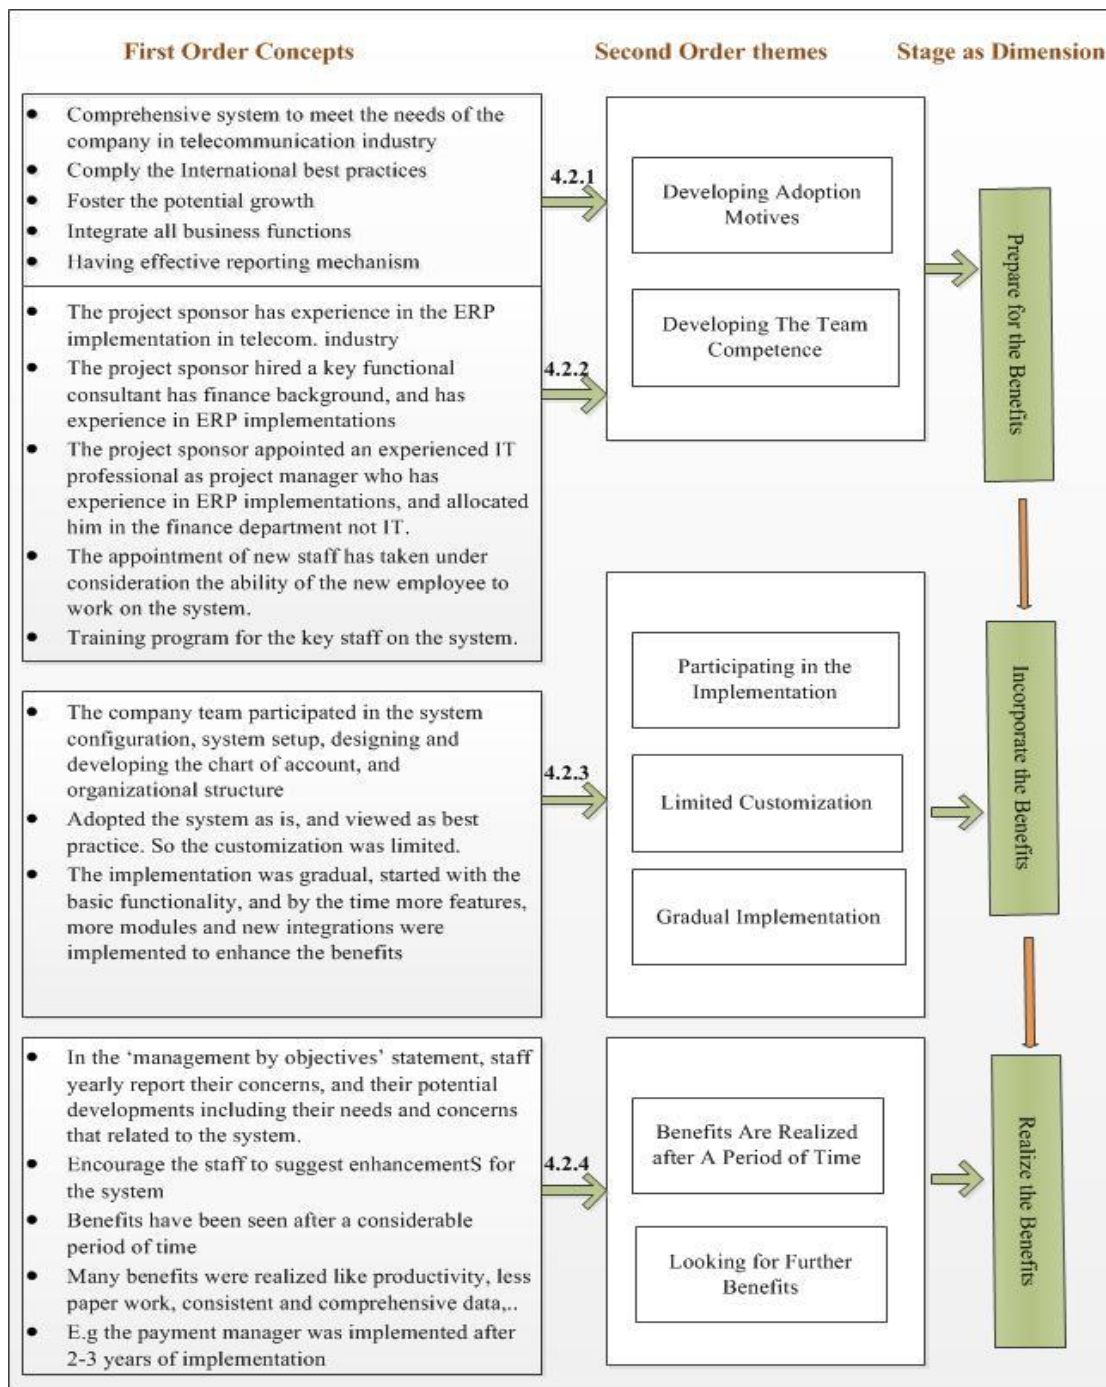 First Order Concepts
Second Order themes
Stage as Dimension
• Comprehensive system to meet the needs of the
company in telecommunication industry
• Comply the International best practices
• Foster the potential growth
• Integrate all business functions
• Having effective reporting mechanism
4.2.1
Developing Adoption
Motives
Prepare for the Benefits
• The project sponsor has experience in the ERP
implementation in telecom. industry
• The project sponsor hired a key functional
consultant has finance background, and has
experience in ERP implementations
• The project sponsor appointed an experienced IT
professional as project manager who has
experience in ERP implementations, and allocated
him in the finance department not IT.
• The appointment of new staff has taken under
consideration the ability of the new employee to
work on the system.
• Training program for the key staff on the system.
4.2.2
Developing The Team
Competence
• The company team participated in the system
configuration, system setup, designing and
developing the chart of account, and
organizational structure
• Adopted the system as is, and viewed as best
practice. So the customization was limited.
• The implementation was gradual, started with the
basic functionality, and by the time more features,
more modules and new integrations were
implemented to enhance the benefits
4.2.3
Participating in the
Implementation
Limited Customization
Gradual Implementation
Incorporate the Benefits
• In the ‘management by objectives’ statement, staff
yearly report their concerns, and their potential
developments including their needs and concerns
that related to the system.
• Encourage the staff to suggest enhancementS for
the system
• Benefits have been seen after a considerable
period of time
• Many benefits were realized like productivity, less
paper work, consistent and comprehensive data,..
• E.g the payment manager was implemented after
2-3 years of implementation
4.2.4
Benefits Are Realized
after A Period of Time
Looking for Further
Benefits
Realize the Benefits